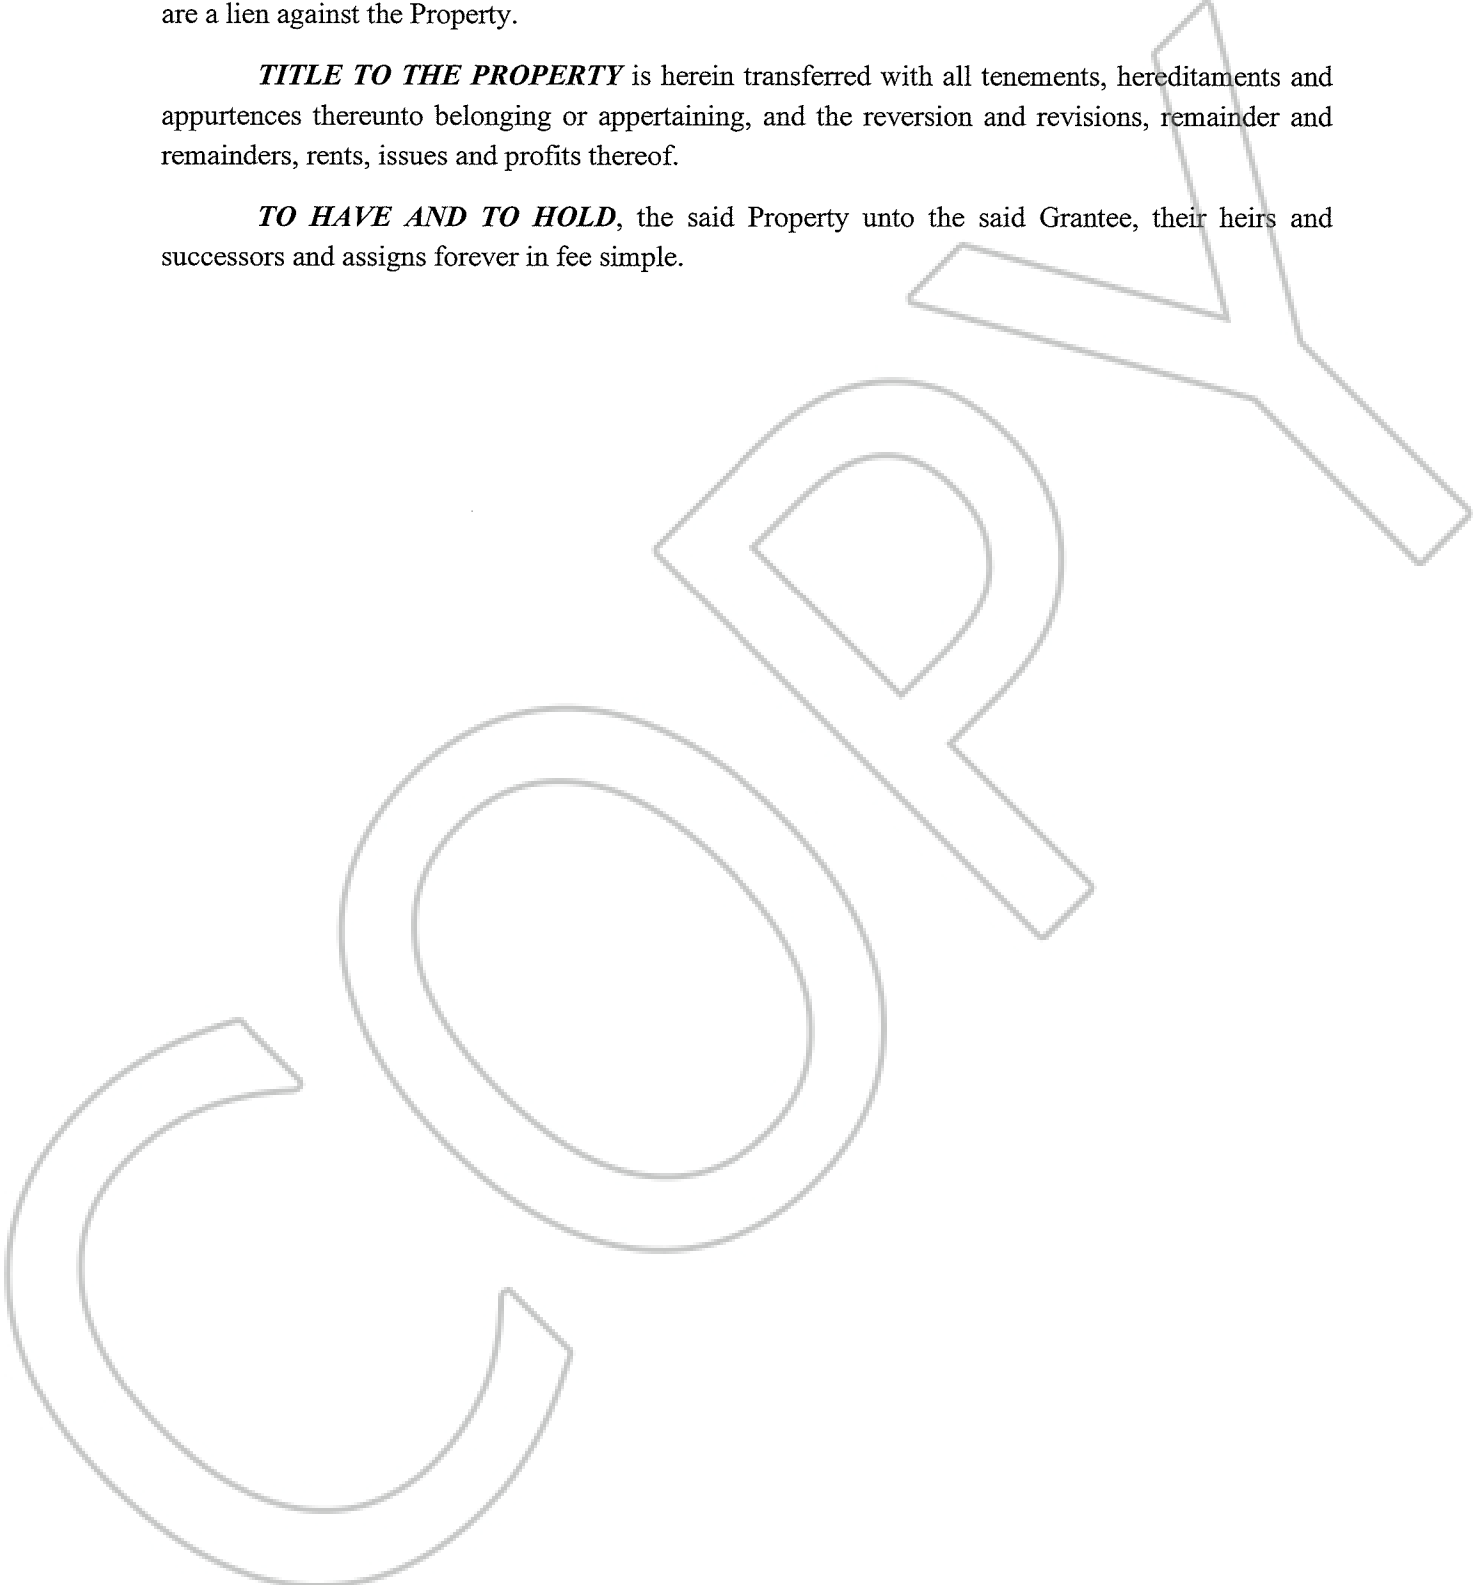 are a lien against the Property.
TITLE TO THE PROPERTY is herein transferred with all tenements, hereditaments and
appurtences thereunto belonging or appertaining, and the reversion and revisions, remainder and
remainders, rents, issues and profits thereof.
TO HAVE AND TO HOLD, the said Property unto the said Grantee, their heirs and
successors and assigns forever in fee simple.
COPY